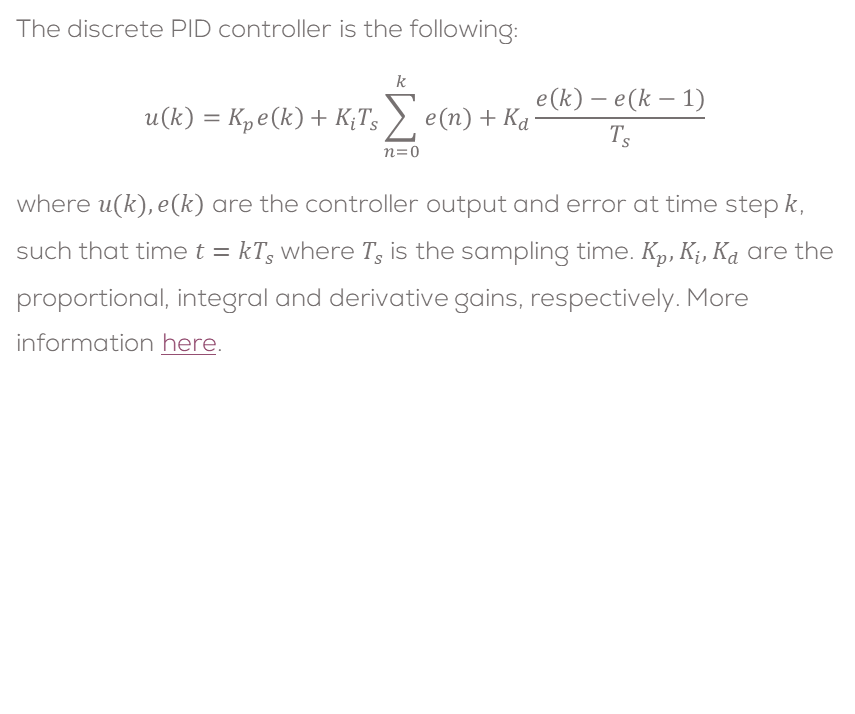 The discrete PID controller is the following:
u(k) = K_p e(k) + K_i T_s \sum_{n=0}^{k} e(n) + K_d \frac{e(k) − e(k − 1)}{T_s}
where u(k), e(k) are the controller output and error at time step k,
such that time t = kT_s where T_s is the sampling time. K_p, K_i, K_d are the
proportional, integral and derivative gains, respectively. More
information here.